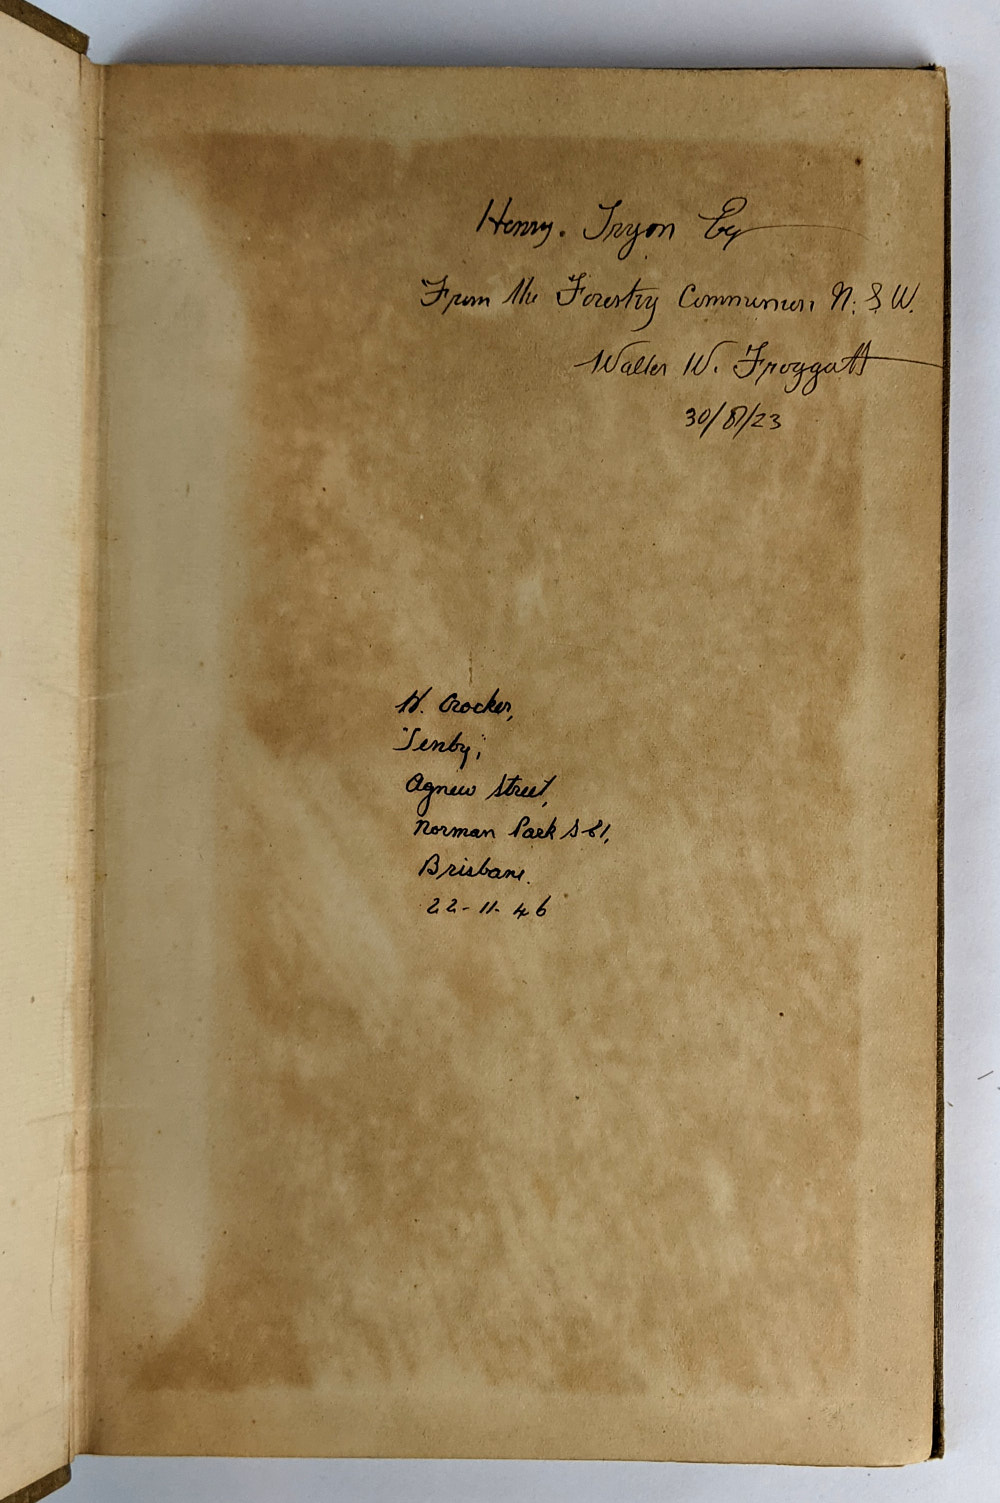 Henry. Tryon Esq
From the Forestry Commission N. S W.
Walter W. Froggatt
30/8/23
H. Crocker,
"Tenby",
Agnew Street,
Norman Park S-E1,
Brisbane.
22-11-46